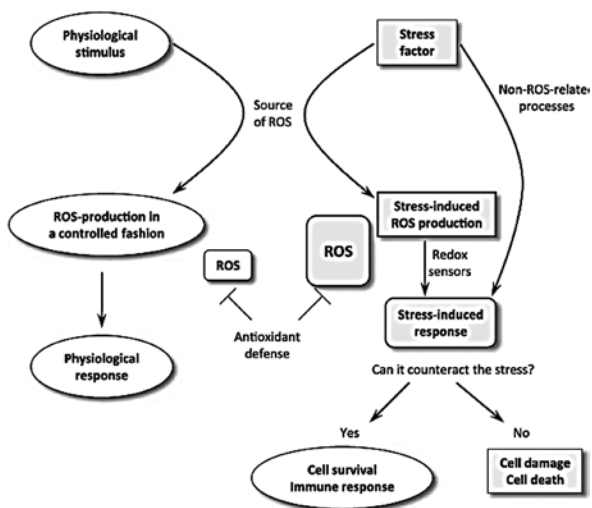 Physiological
stimulus
Stress
factor
Non-ROS-relate
processes
Source
of ROS
ROS-production in
a controlled fashion
Stress-induced
ROS production
ROS
ROS
Redox
sensors
Stress-induced
response
Antioxidant
defense
Physiological
response
Can it counteract the stress?
Yes
No
Cell survival
Immune response
Cell damage
Cell death